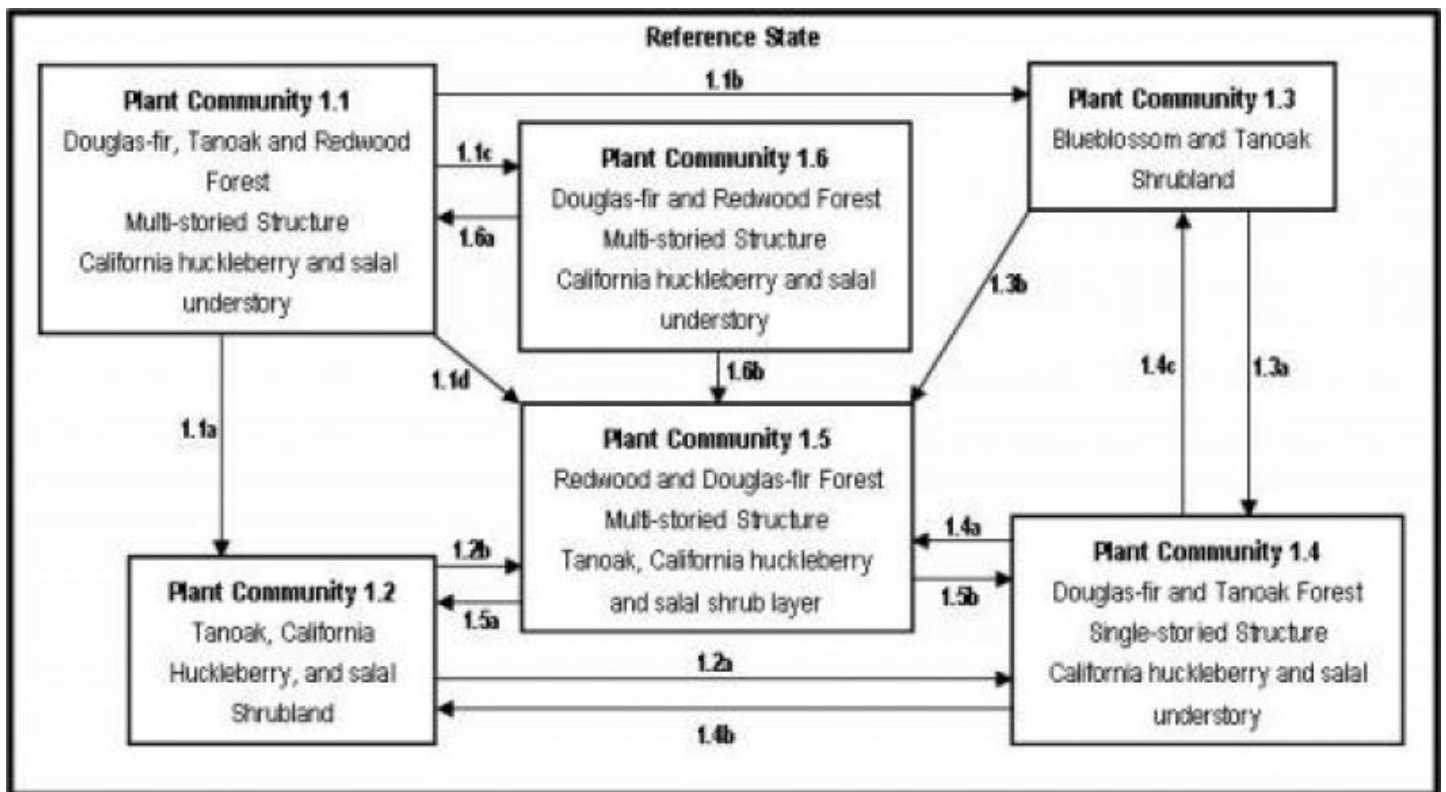 Reference State
Plant Community 1.1
Douglas-fir, Tanoak and Redwood
Forest
Multi-storied Structure
California huckleberry and salal
understory
1.1b
Plant Community 1.3
Blueblossom and Tanoak
Shrubland
1.1c
1.6a
Plant Community 1.6
Douglas-fir and Redwood Forest
Multi-storied Structure
California huckleberry and salal
understory
1.3b
1.1d
1.6b
1.4c
1.3a
1.1a
Plant Community 1.5
Redwood and Douglas-fir Forest
Multi-storied Structure
Tanoak, California huckleberry
and salal shrub layer
1.2b
1.5a
1.4a
1.5b
Plant Community 1.2
Tanoak, California
Huckleberry, and salal
Shrubland
1.2a
1.4b
Plant Community 1.4
Douglas-fir and Tanoak Forest
Single-storied Structure
California huckleberry and salal
understory